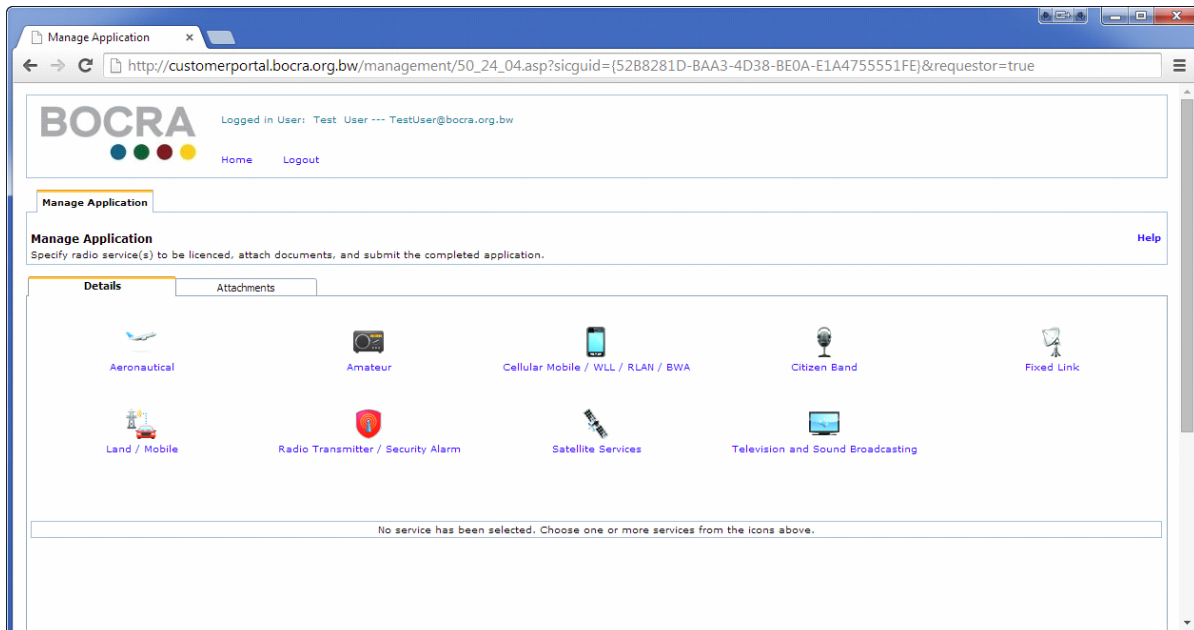 Manage Application
http://customerportal.bocra.org.bw/management/50_24_04.asp?sicguid={52B8281D-BAA3-4D38-BE0A-E1A4755551FE}&requestor=true
BOCRA
Logged in User: Test User --- TestUser@bocra.org.bw
Home Logout
Manage Application
Manage Application
Help
Specify radio service(s) to be licenced, attach documents, and submit the completed application.
Details Attachments
Aeronautical Amateur Cellular Mobile / WLL / RLAN / BWA Citizen Band Fixed Link
Land / Mobile Radio Transmitter / Security Alarm Satellite Services Television and Sound Broadcasting
No service has been selected. Choose one or more services from the icons above.